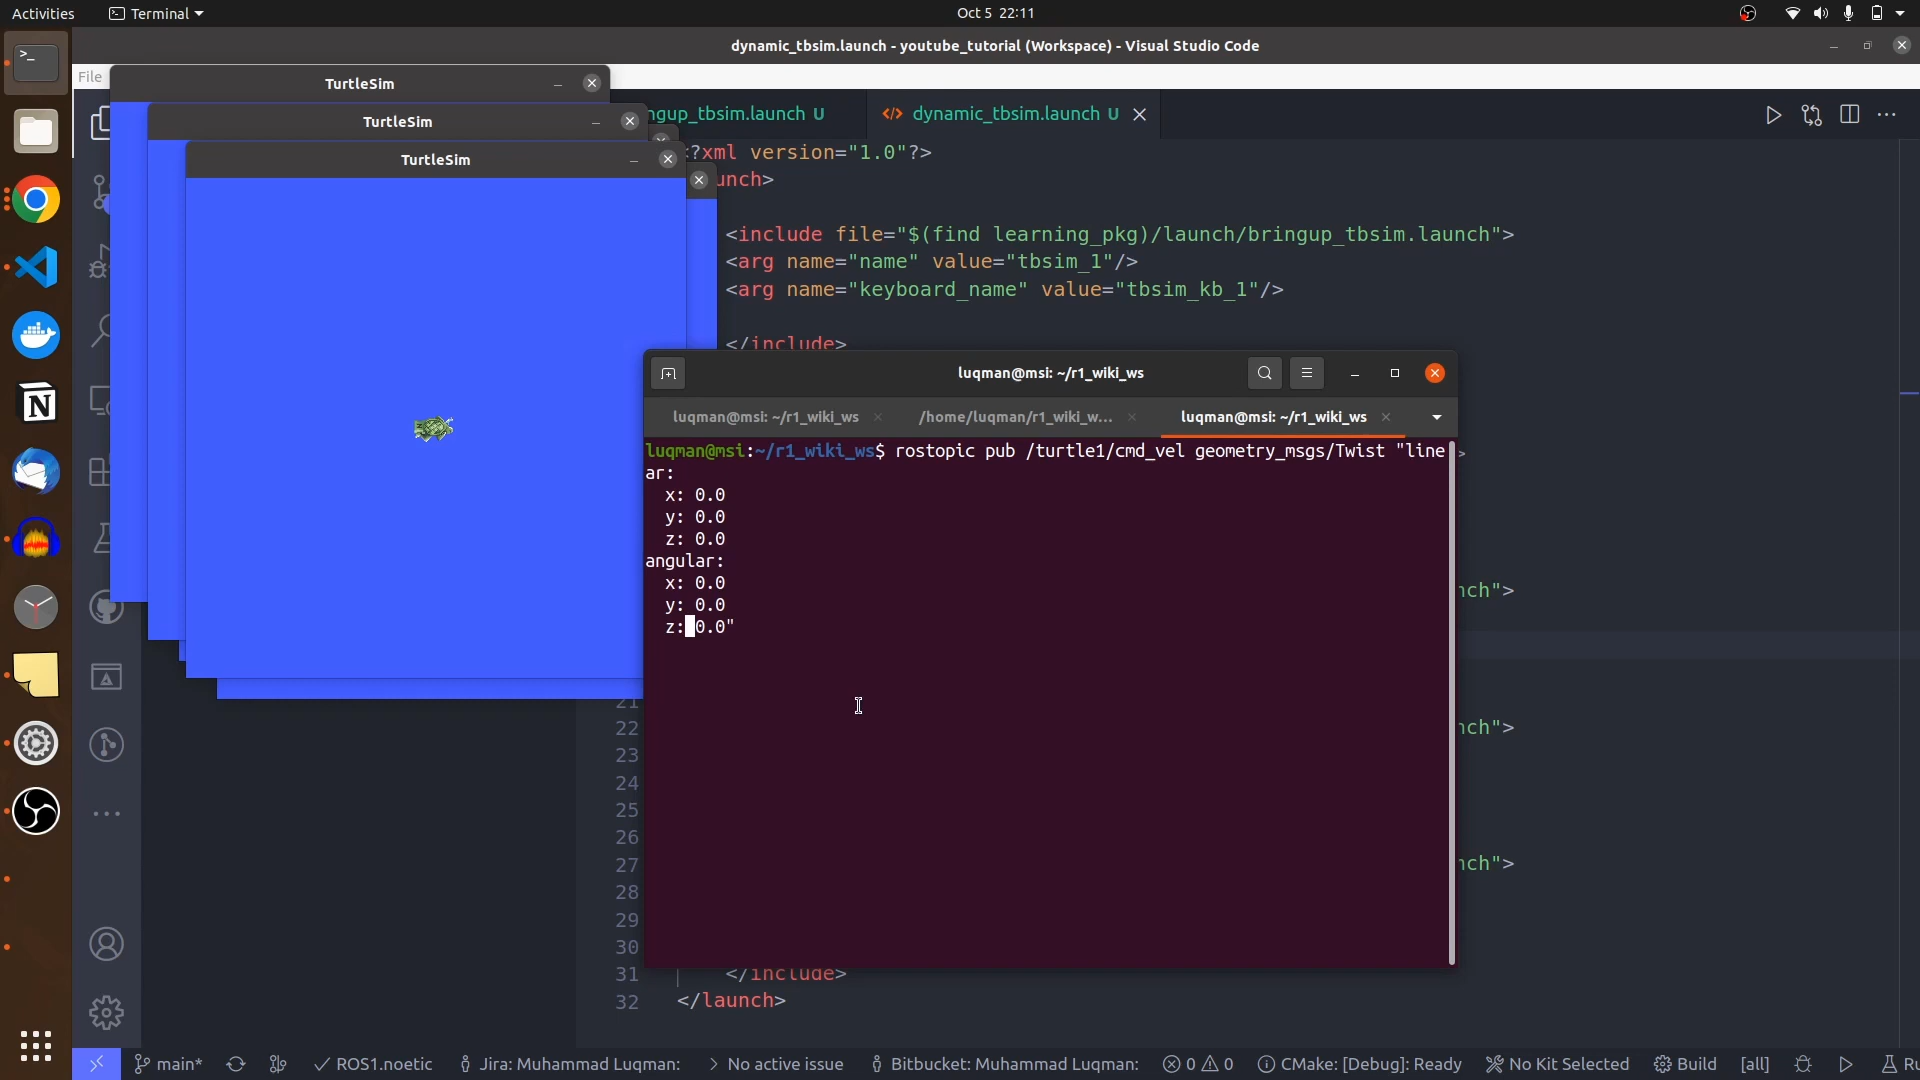 Activities
Terminal
Oct 5 22:11
dynamic_tbsim.launch - youtube_tutorial (Workspace) - Visual Studio Code
File
TurtleSim
TurtleSim
TurtleSim
ngup_tbsim.launch U
dynamic_tbsim.launch U
<?xml version="1.0"?>
unch>
<include file="$(find learning_pkg)/launch/bringup_tbsim.launch">
<arg name="name" value="tbsim_1"/>
<arg name="keyboard_name" value="tbsim_kb_1"/>
</include>
luqman@msi: ~/r1_wiki_ws
luqman@msi: ~/r1_wiki_ws
/home/luqman/r1_wiki_w...
luqman@msi: ~/r1_wiki_ws
luqman@msi:~/r1_wiki_ws$ rostopic pub /turtle1/cmd_vel geometry_msgs/Twist "line
ar:
x: 0.0
y: 0.0
z: 0.0
angular:
x: 0.0
y: 0.0
z: 0.0"
>
nch">
21
22
nch">
23
24
25
26
27
nch">
28
29
30
31 </include>
32 </launch>
main*
ROS1.noetic
Jira: Muhammad Luqman:
No active issue
Bitbucket: Muhammad Luqman:
0
0
CMake: [Debug]: Ready
No Kit Selected
Build
[all]
Ru